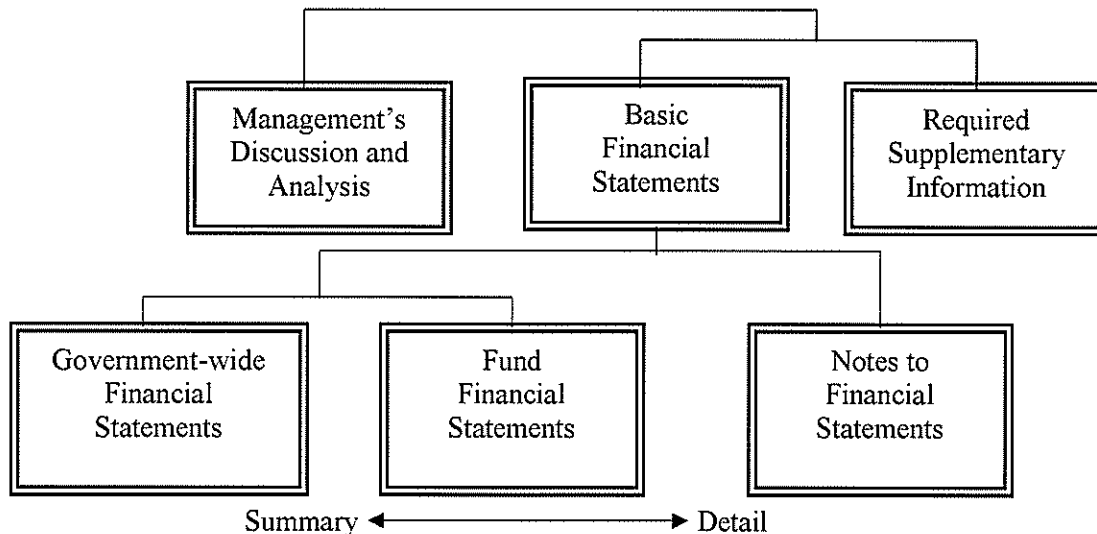 Management's
Discussion and
Analysis
Basic
Financial
Statements
Required
Supplementary
Information
Government-wide
Financial
Statements
Fund
Financial
Statements
Notes to
Financial
Statements
Summary
Detail